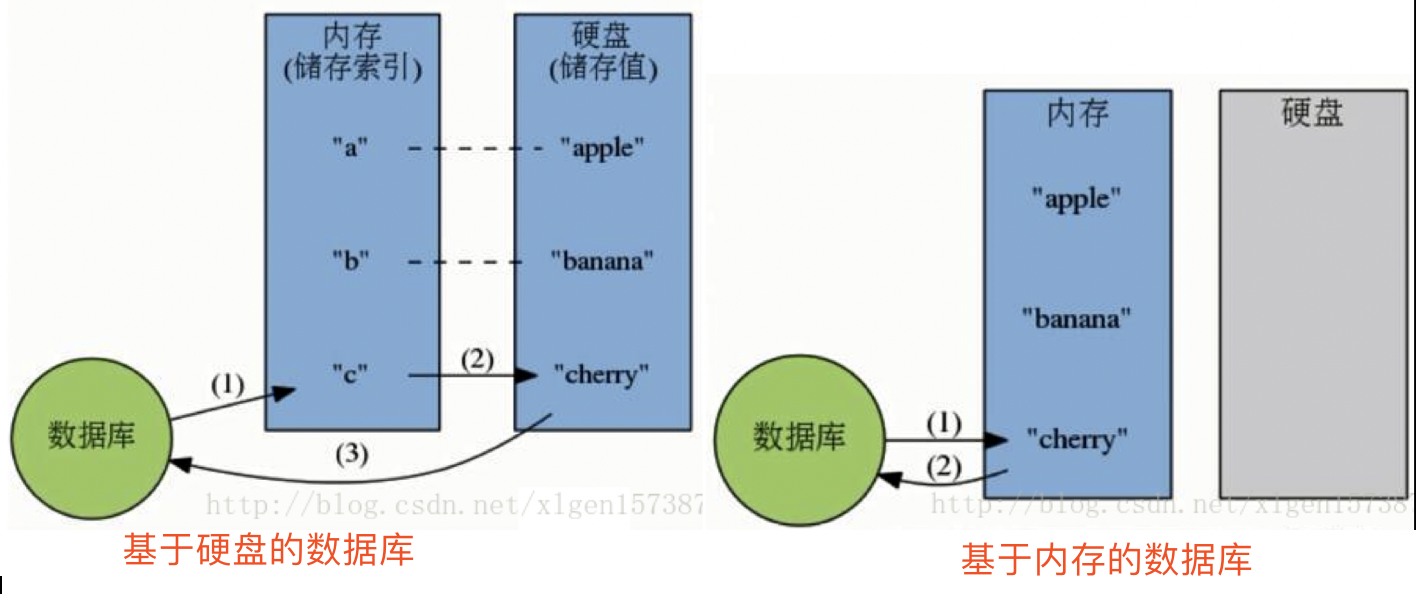 内存
(储存索引)
"a"
"b"
"c"
硬盘
(储存值)
"apple"
"banana"
"cherry"
数据库
(1)
(2)
(3)
http://blog.csdn.net/xlgen157387
基于硬盘的数据库
内存
"apple"
"banana"
"cherry"
硬盘
数据库
(1)
(2)
http://blog.csdn.net/xlgen15738
基于内存的数据库